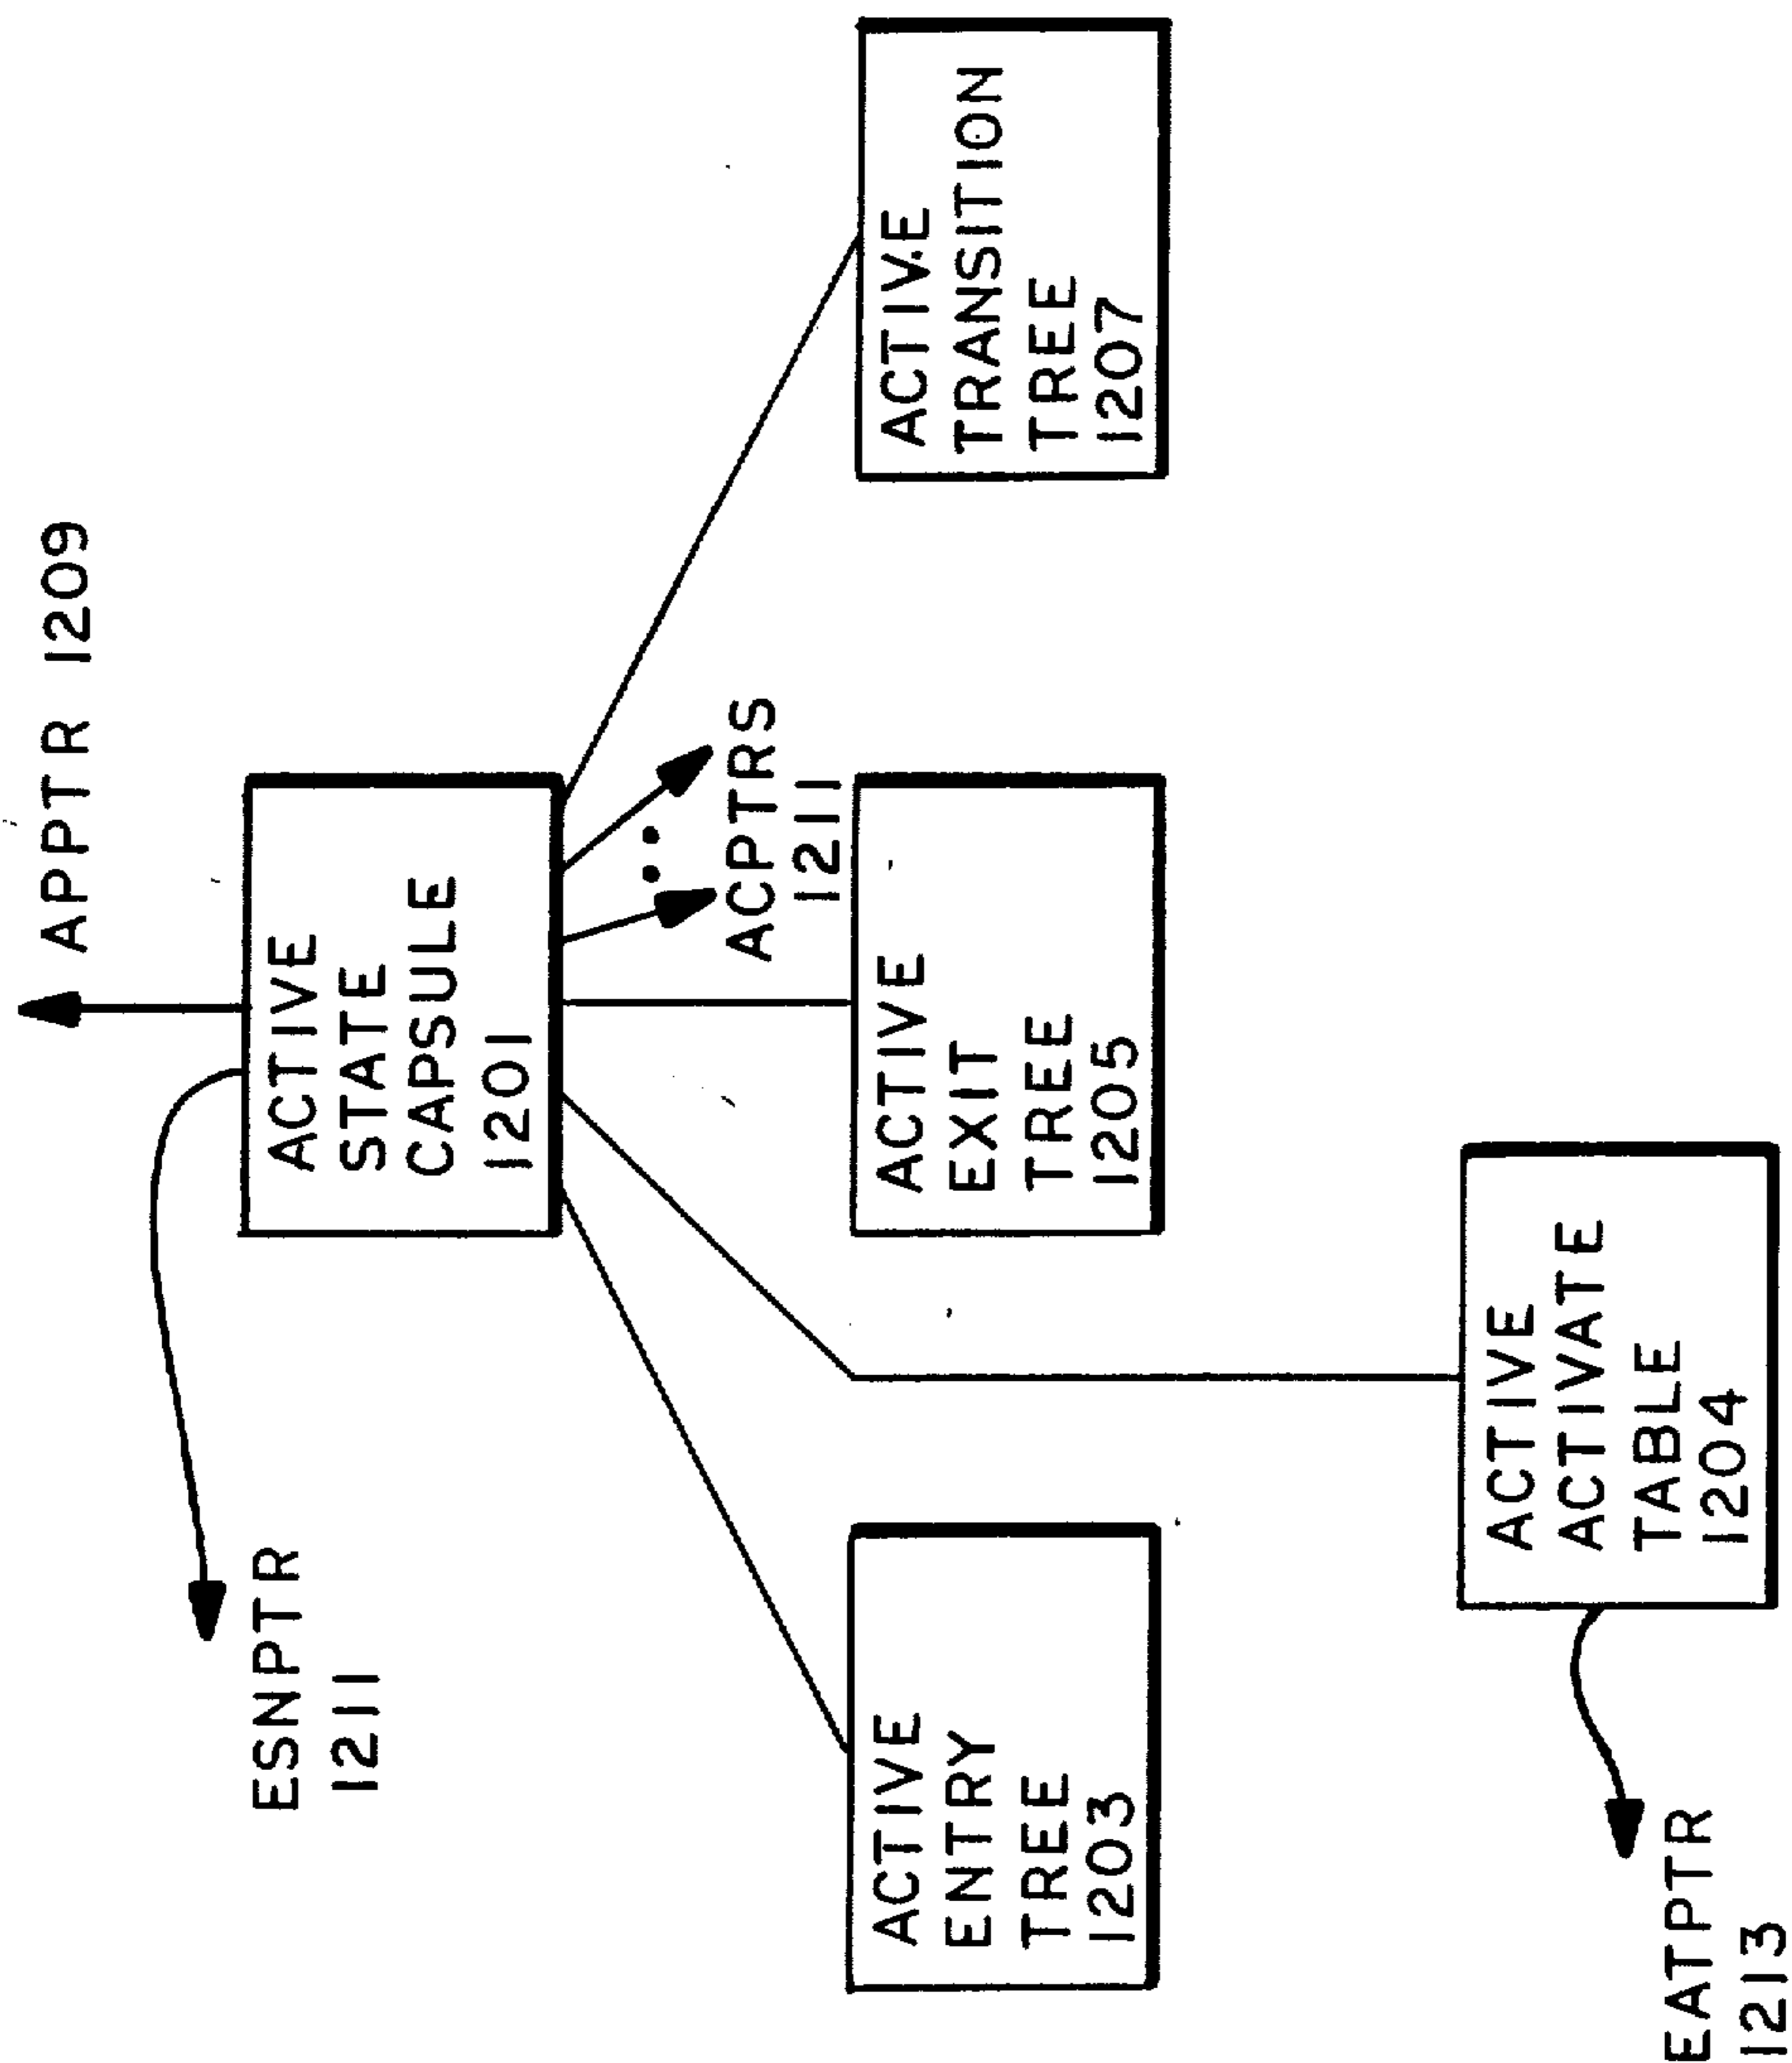 APPTR 1209
ESNPTR
1211
ACTIVE
STATE
CAPSULE
1201
ACPTRS
1211
ACTIVE
ENTRY
TREE
1203
ACTIVE
EXIT
TREE
1205
ACTIVE
TRANSITION
TREE
1207
ACTIVE
ACTIVATE
TABLE
1204
EATPTR
1213